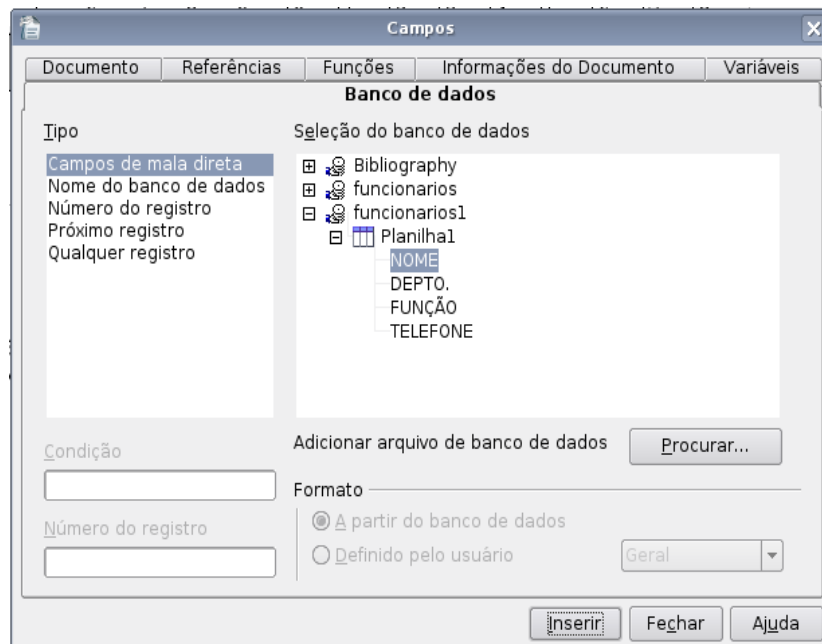 Campos
Documento Referências Funções Informações do Documento Variáveis
Banco de dados
Tipo
Campos de mala direta
Nome do banco de dados
Número do registro
Próximo registro
Qualquer registro
Seleção do banco de dados
Bibliography
funcionarios
funcionarios1
Planilha1
NOME
DEPTO.
FUNÇÃO
TELEFONE
Condição
Número do registro
Adicionar arquivo de banco de dados Procurar...
Formato
A partir do banco de dados
Definido pelo usuário Geral
Inserir Fechar Ajuda